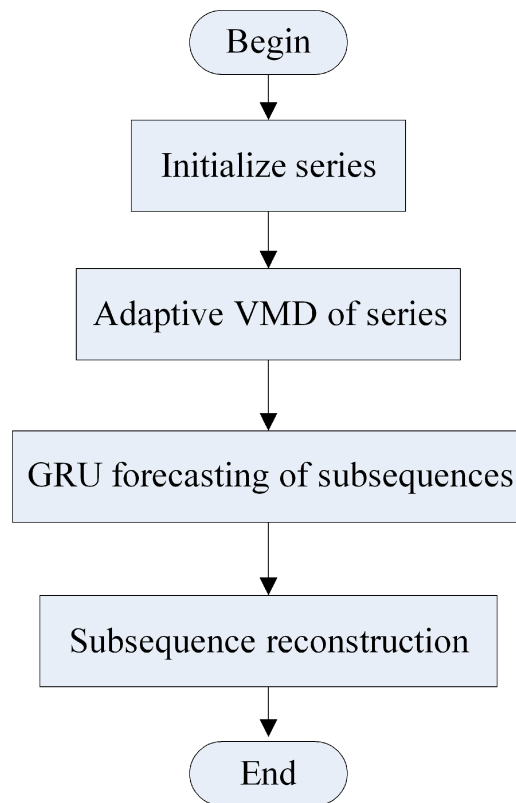 Begin
Initialize series
Adaptive VMD of series
GRU forecasting of subsequences
Subsequence reconstruction
End